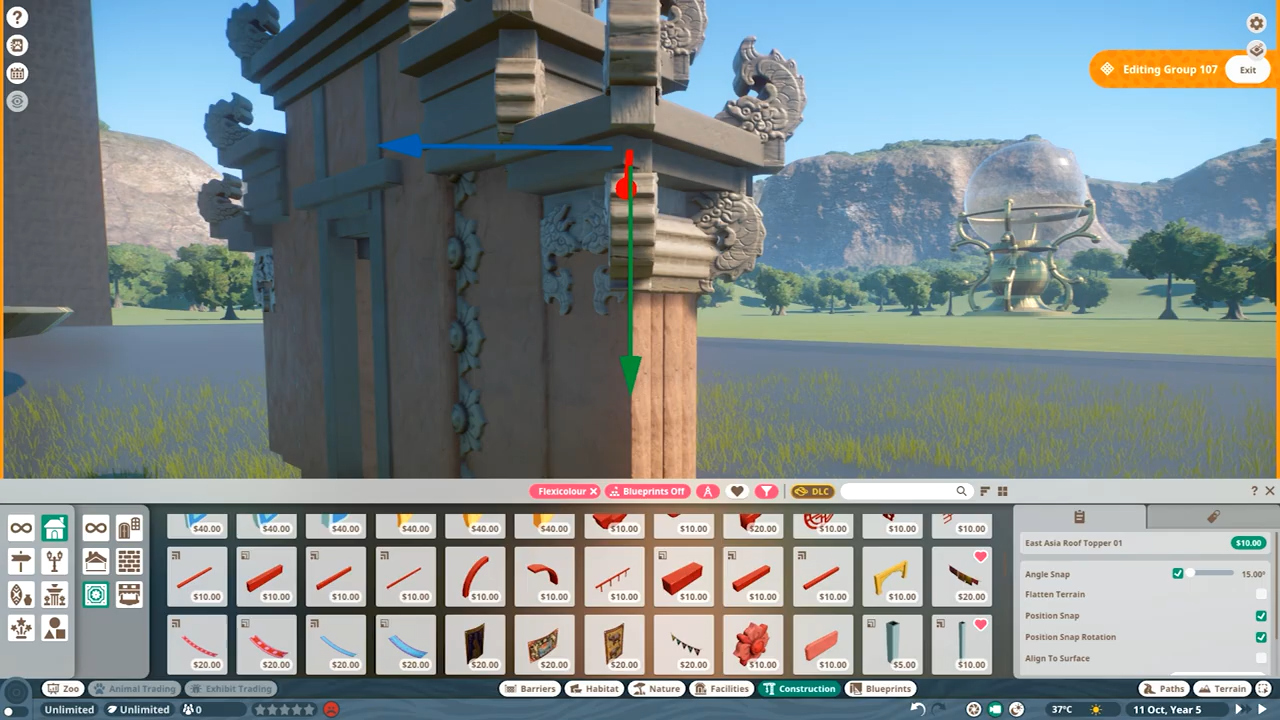 ?
Editing Group 107
Exit
Flexicolour ×
Blueprints Off
DLC
? ×
$40.00 $40.00 $40.00 $40.00 $40.00 $40.00 $10.00 $10.00 $20.00 $10.00 $10.00 $10.00
$10.00 $10.00 $10.00 $10.00 $10.00 $10.00 $10.00 $10.00 $10.00 $10.00 $10.00 $20.00
$20.00 $20.00 $20.00 $20.00 $20.00 $20.00 $20.00 $20.00 $10.00 $10.00 $5.00 $10.00
East Asia Roof Topper 01 $10.00
Angle Snap 15.00°
Flatten Terrain
Position Snap
Position Snap Rotation
Align To Surface
Zoo Animal Trading Exhibit Trading Barriers Habitat Nature Facilities Construction Blueprints Paths Terrain
Unlimited Unlimited 0 37°C 11 Oct, Year 5